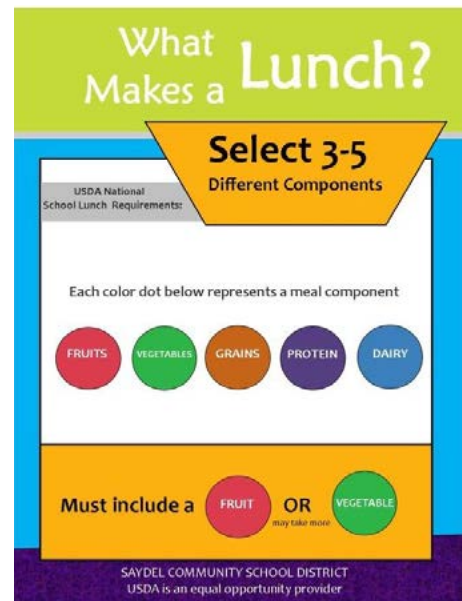 What
Makes a Lunch?
Select 3-5
Different Components
USDA National
School Lunch Requirements:
Each color dot below represents a meal component
FRUITS VEGETABLES GRAINS PROTEIN DAIRY
Must include a FRUIT OR VEGETABLE
may take more
SAYDEL COMMUNITY SCHOOL DISTRICT
USDA is an equal opportunity provider